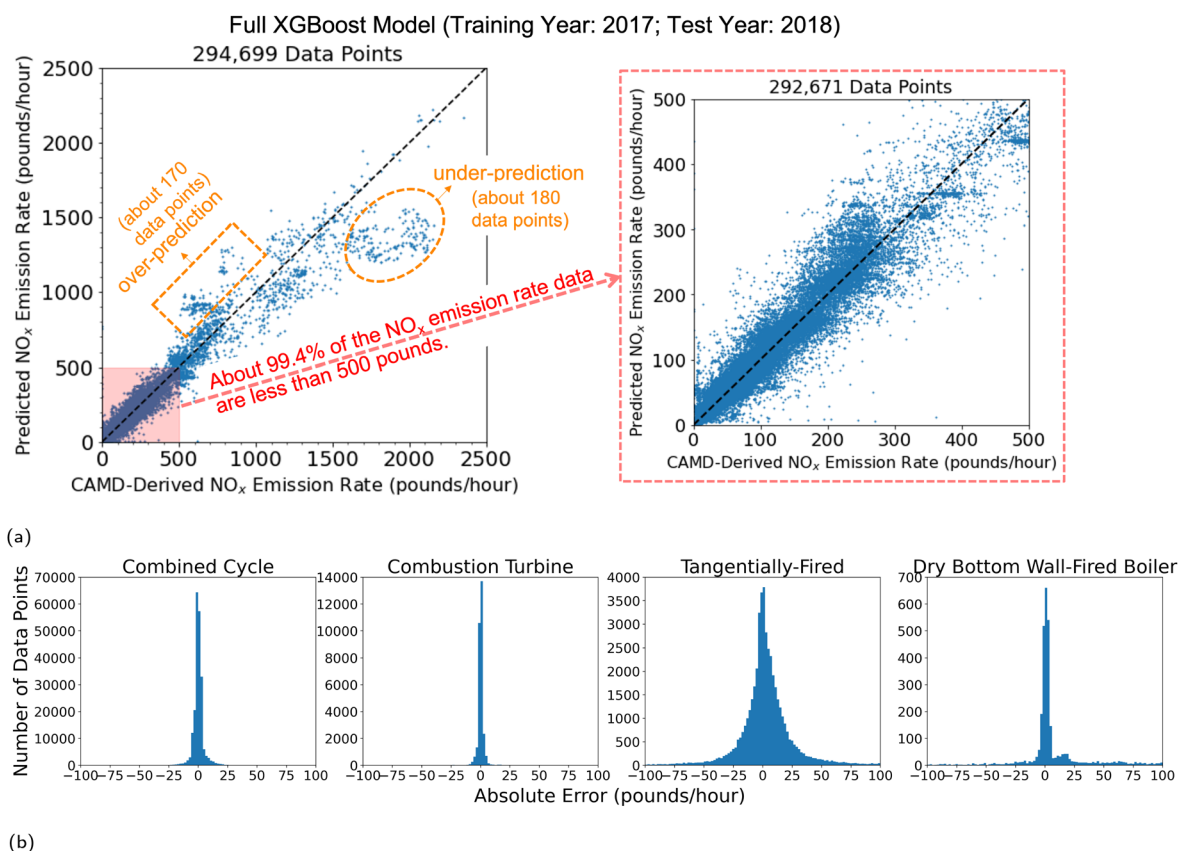 Full XGBoost Model (Training Year: 2017; Test Year: 2018)
294,699 Data Points
2500
2000
1500
1000
500
0
Predicted NOx Emission Rate (pounds/hour)
0 500 1000 1500 2000 2500
CAMD-Derived NOx Emission Rate (pounds/hour)
(about 170
data points)
over-prediction
under-prediction
(about 180
data points)
About 99.4% of the NOx emission rate data
are less than 500 pounds.
292,671 Data Points
500
400
300
200
100
0
Predicted NOx Emission Rate (pounds/hour)
0 100 200 300 400 500
CAMD-Derived NOx Emission Rate (pounds/hour)
(a)
Combined Cycle
70000
60000
50000
40000
30000
20000
10000
0
Number of Data Points
−100 −75 −50 −25 0 25 50 75 100
Combustion Turbine
14000
12000
10000
8000
6000
4000
2000
0
−100 −75 −50 −25 0 25 50 75 100
Tangentially-Fired
4000
3500
3000
2500
2000
1500
1000
500
0
−100 −75 −50 −25 0 25 50 75 100
Dry Bottom Wall-Fired Boiler
700
600
500
400
300
200
100
0
−100 −75 −50 −25 0 25 50 75 100
Absolute Error (pounds/hour)
(b)